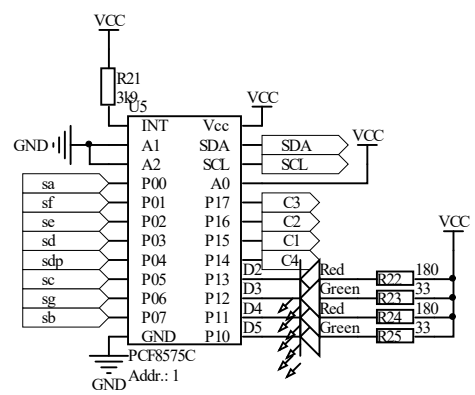 VCC
R21
3k9
U5
VCC
INT Vcc
VCC
GND A1 SDA SDA
A2 SCL SCL
sa P00 A0
sf P01 P17 C3
se P02 P16 C2
sd P03 P15 C1
VCC
sdp P04 P14 C4
sc P05 P13 D2 Red R22 180
sg P06 P12 D3 Green R23 33
sb P07 P11 D4 Red R24 180
GND P10 D5 Green R25 33
PCF8575C
GND Addr.: 1